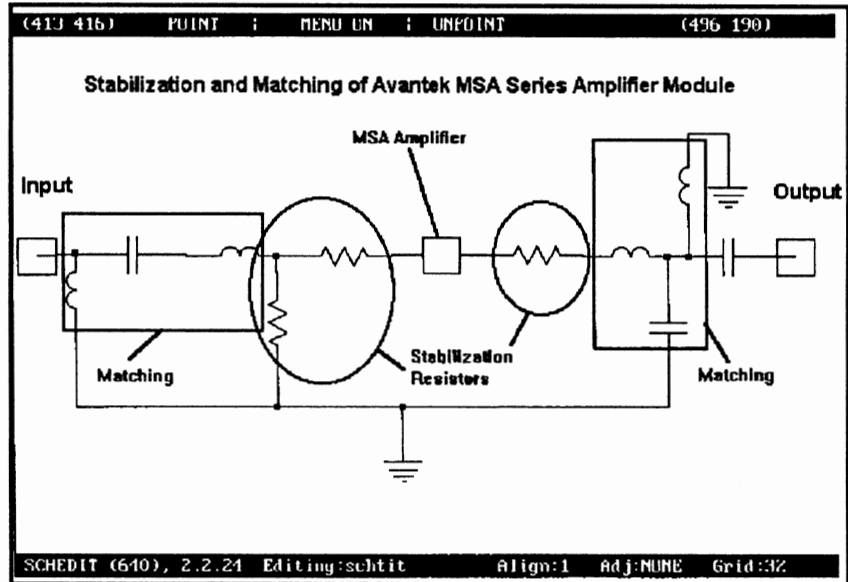 (413 416) POINT : MENU ON : UNPOINT (496 190)
Stabilization and Matching of Avantek MSA Series Amplifier Module
MSA Amplifier
Input
Output
Stabilization
Resistors
Matching
Matching
SCHEDIT (640), 2.2.24 Editing:schtit Align:1 Adj:NONE Grid:32